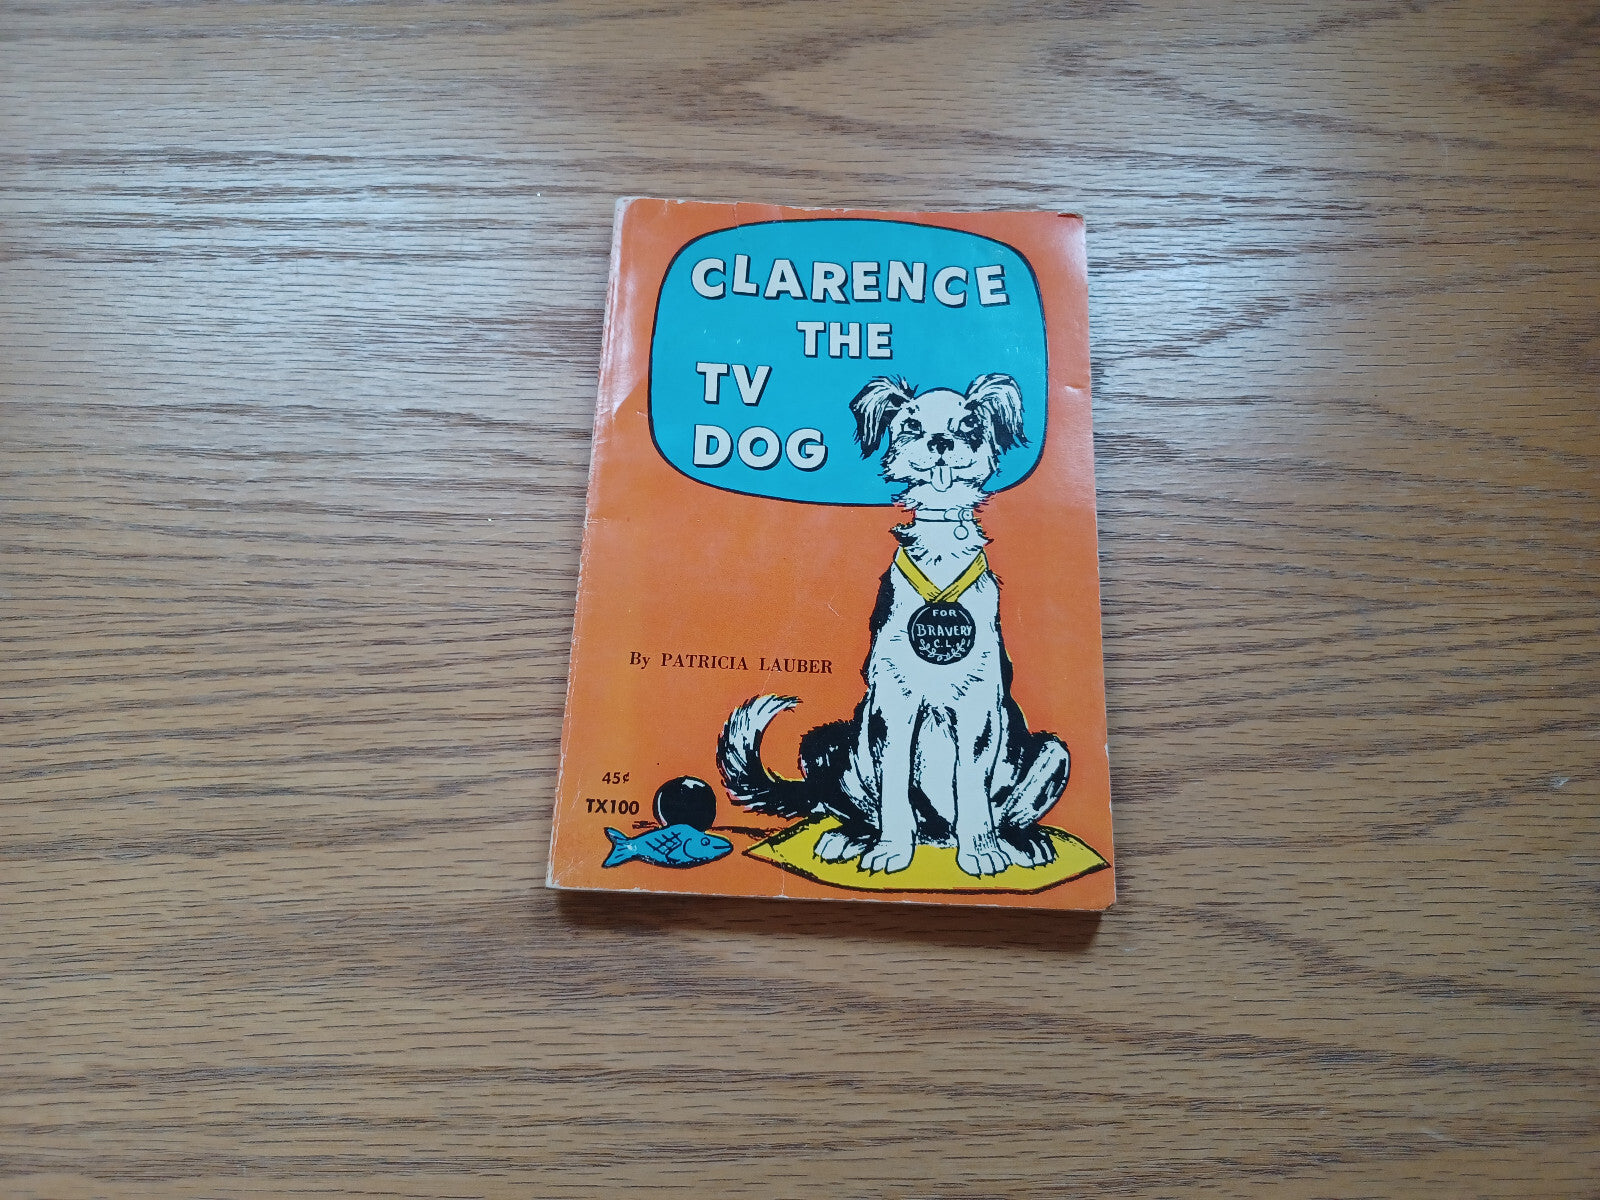 CLARENCE
THE
TV
DOG
FOR
BRAVERY
C.L.
By PATRICIA LAUBER
45¢
TX100